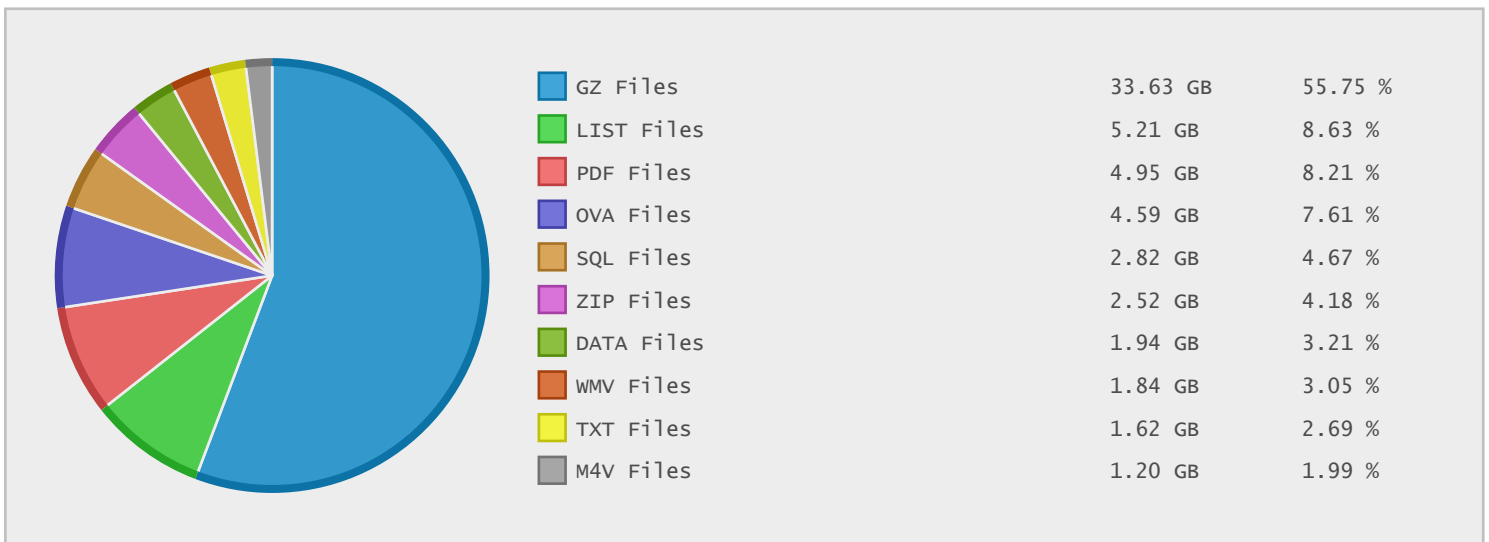 GZ Files 33.63 GB 55.75 %
LIST Files 5.21 GB 8.63 %
PDF Files 4.95 GB 8.21 %
OVA Files 4.59 GB 7.61 %
SQL Files 2.82 GB 4.67 %
ZIP Files 2.52 GB 4.18 %
DATA Files 1.94 GB 3.21 %
WMV Files 1.84 GB 3.05 %
TXT Files 1.62 GB 2.69 %
M4V Files 1.20 GB 1.99 %